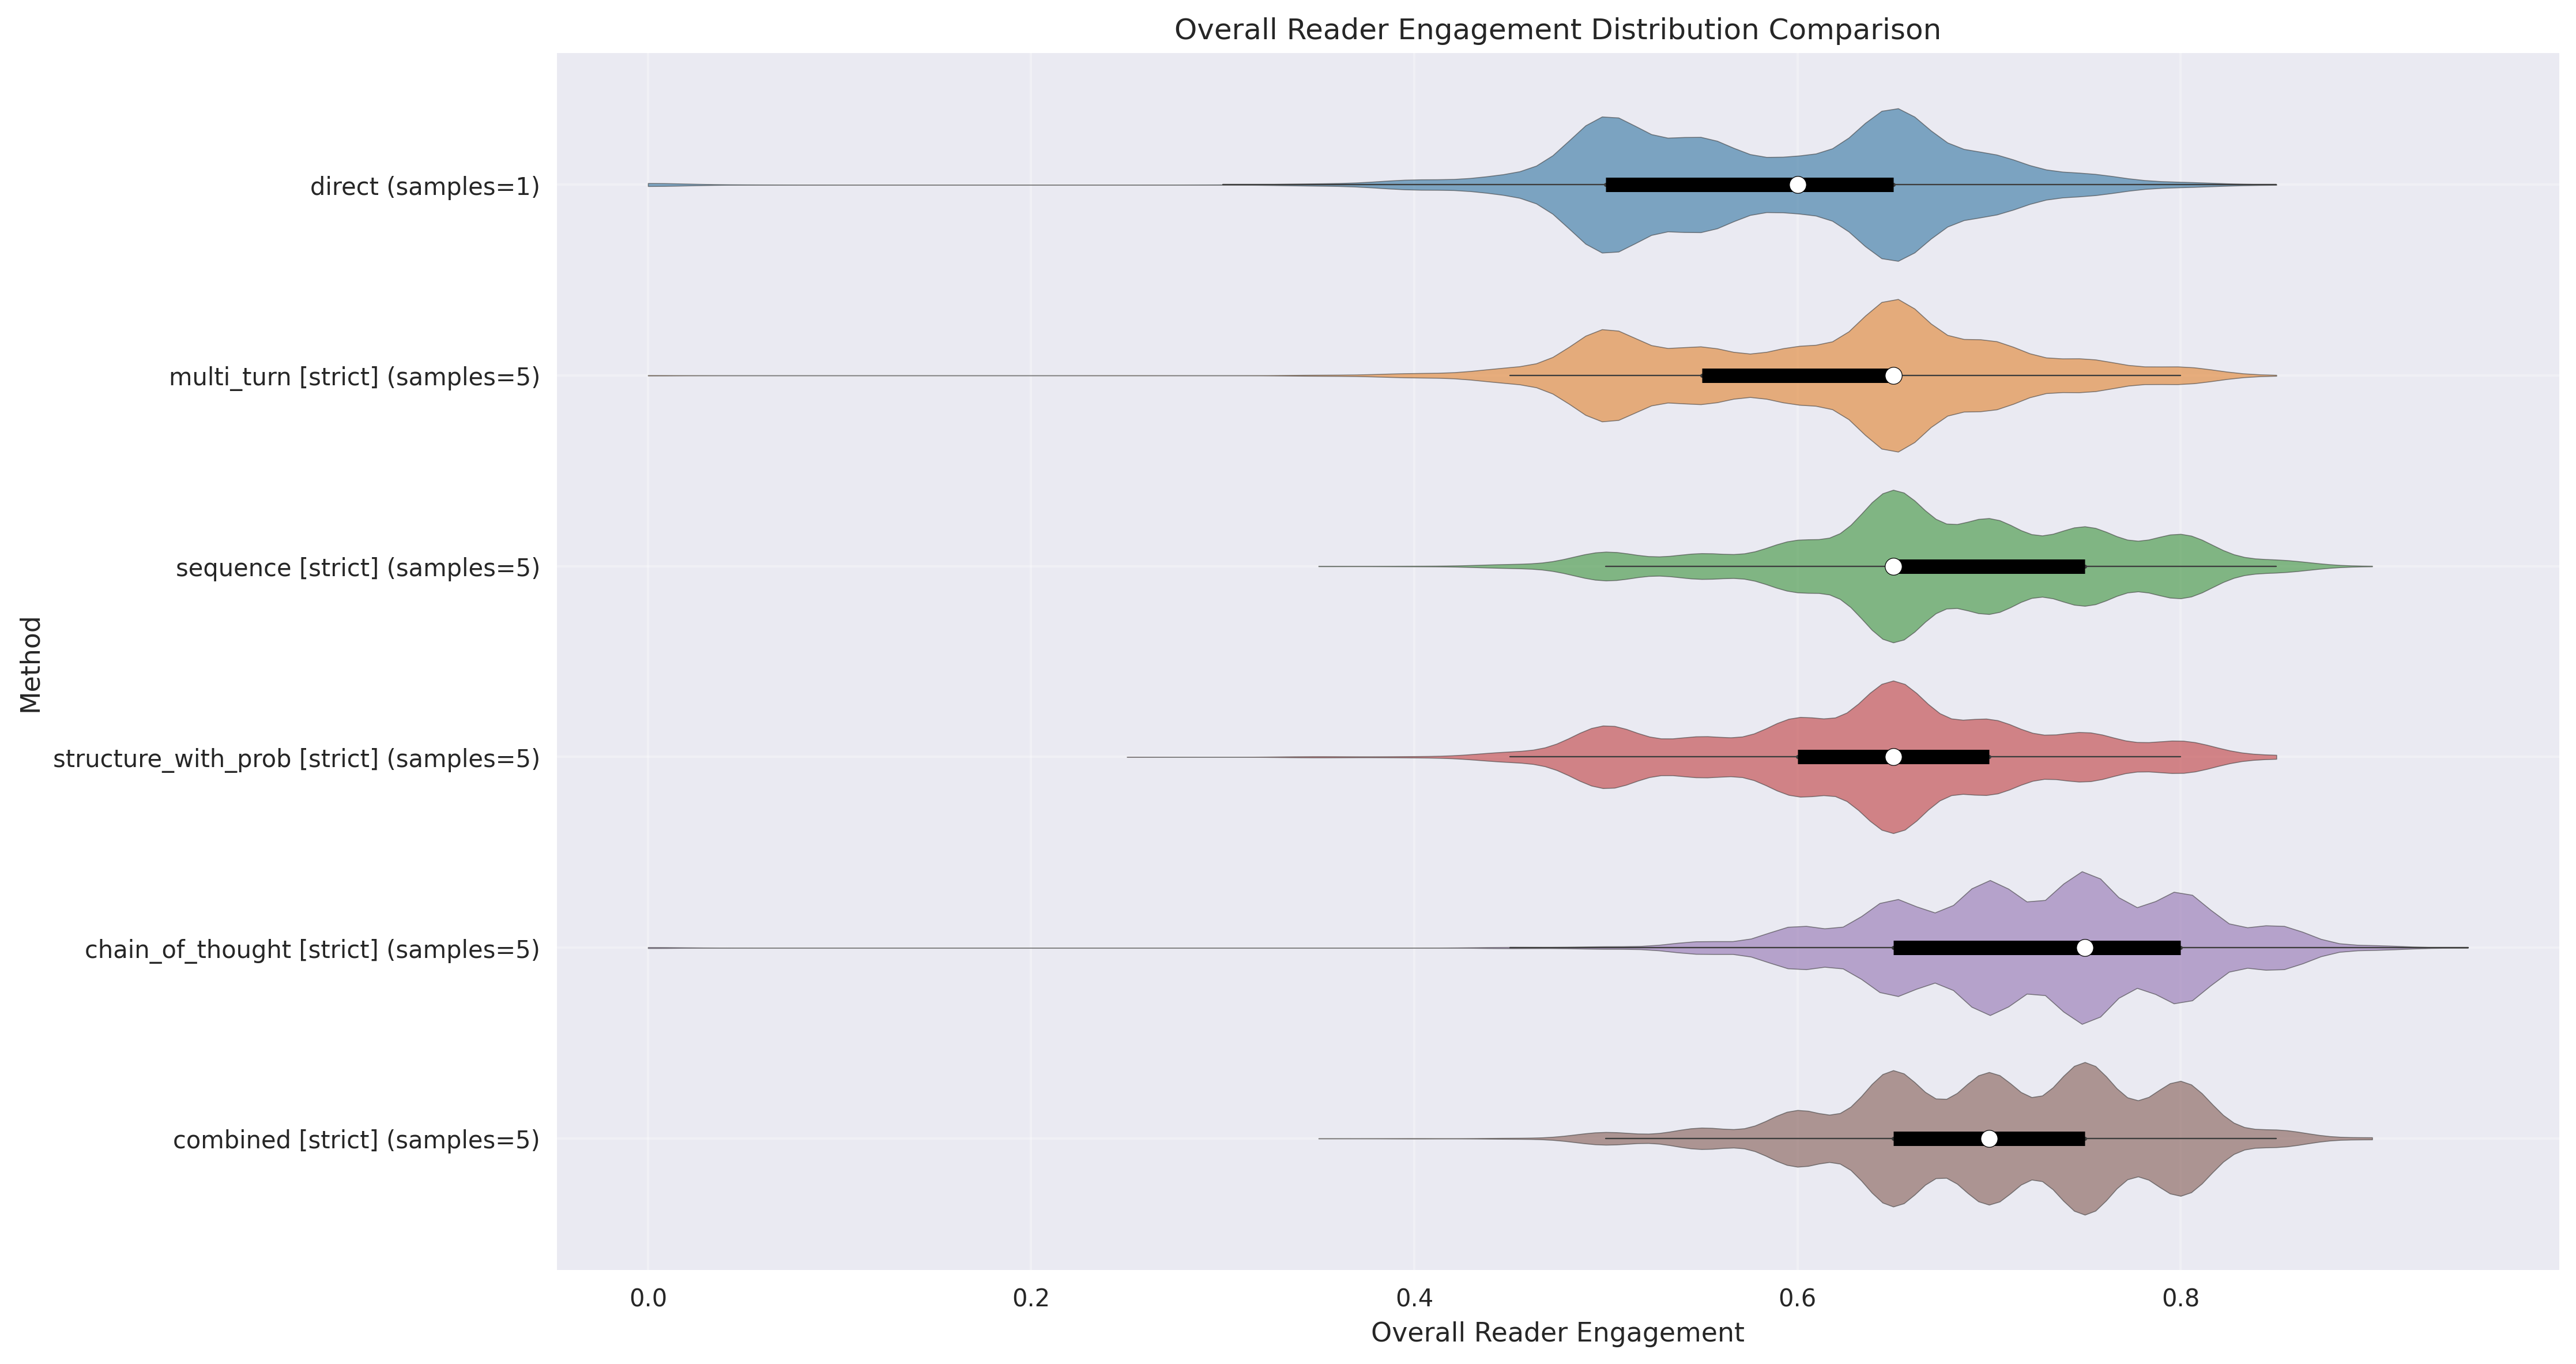 Overall Reader Engagement Distribution Comparison
Method
direct (samples=1)
multi_turn [strict] (samples=5)
sequence [strict] (samples=5)
structure_with_prob [strict] (samples=5)
chain_of_thought [strict] (samples=5)
combined [strict] (samples=5)
0.0 0.2 0.4 0.6 0.8
Overall Reader Engagement